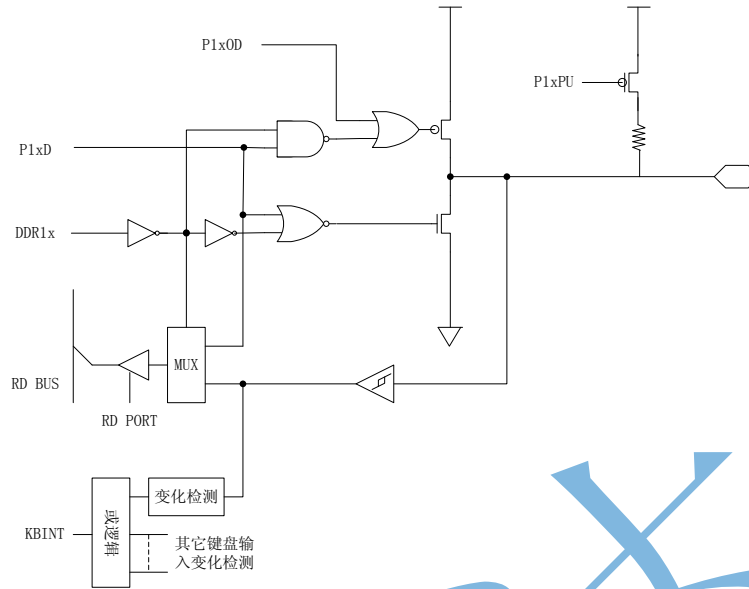 P1xOD
P1xPU
P1xD
DDR1x
MUX
RD BUS
RD PORT
变化检测
KBINT
或逻辑
其它键盘输
入变化检测